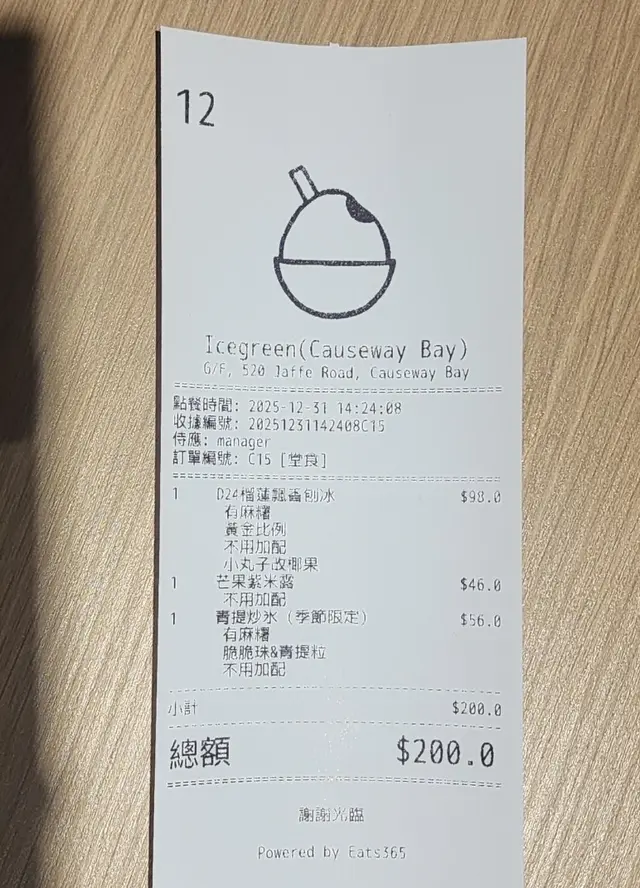 12
Icegreen(Causeway Bay)
G/F, 520 Jaffe Road, Causeway Bay
點餐時間: 2025-12-31 14:24:08
收據編號: 20251231142408C15
侍應: manager
訂單編號: C15 [堂食]
1 D24榴蓮飄香刨冰 $98.0
有麻糬
黃金比例
不用加配
小丸子改椰果
1 芒果紫米露 $46.0
不用加配
1 青提炒氷 (季節限定) $56.0
有麻糬
脆脆珠&青提粒
不用加配
小計 $200.0
總額 $200.0
謝謝光臨
Powered by Eats365